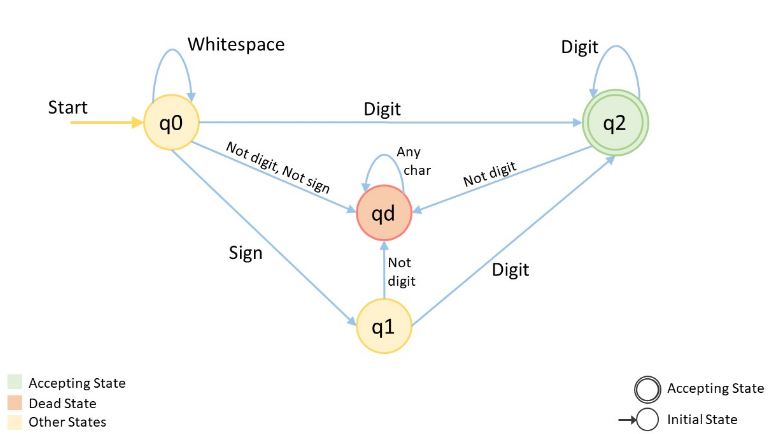 Whitespace
Digit
Start
q0
Digit
q2
Not digit, Not sign
Any
char
Not digit
qd
Sign
Not
digit
Digit
q1
Accepting State
Dead State
Other States
Accepting State
Initial State